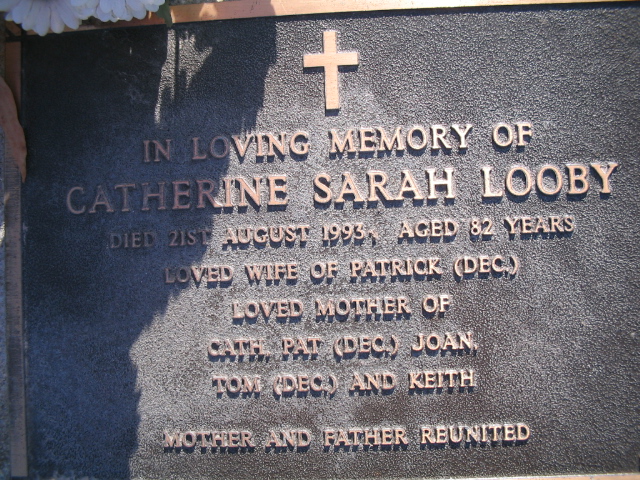 IN LOVING MEMORY OF
CATHERINE SARAH LOOBY
DIED 21ST AUGUST 1993, AGED 82 YEARS
LOVED WIFE OF PATRICK (DEC.)
LOVED MOTHER OF
CATH, PAT (DEC.) JOAN,
TOM (DEC.) AND KEITH
MOTHER AND FATHER REUNITED